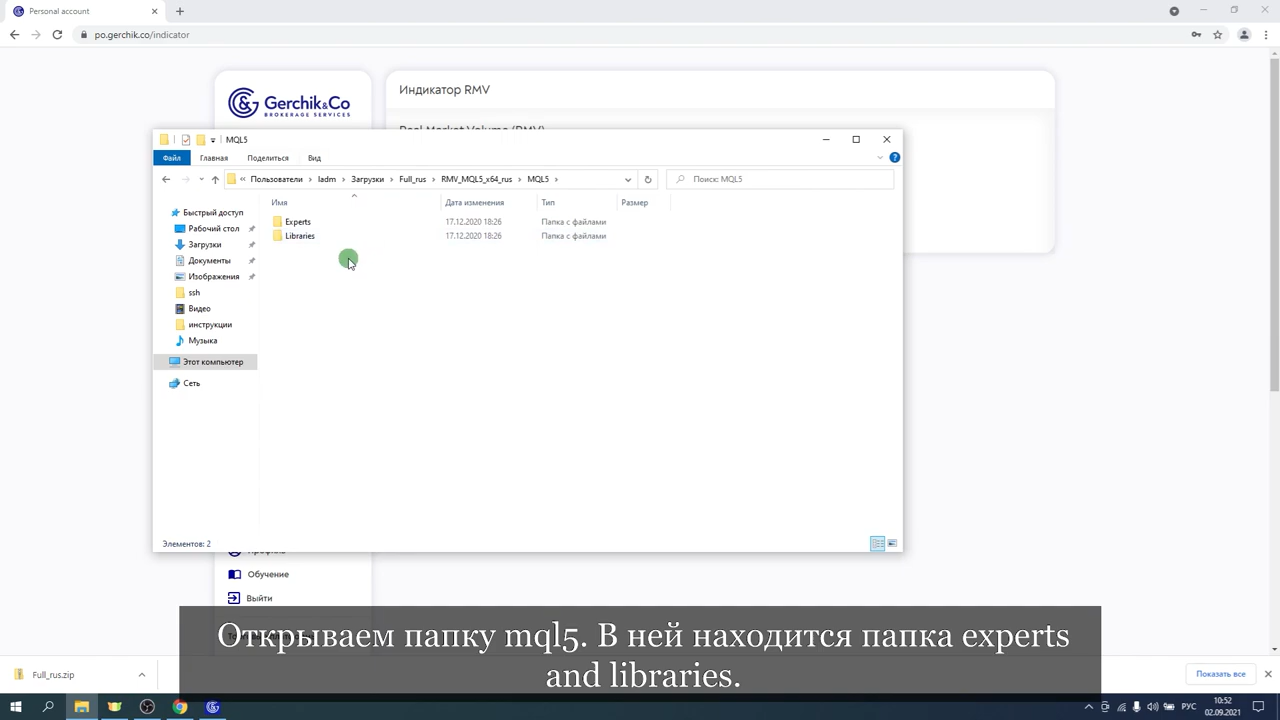 Personal account
po.gerchik.co/indicator
Gerchik&Co
BROKERAGE SERVICES
Индикатор RMV
Real Market Volume (RMV)
MQL5
Файл
Главная
Поделиться
Вид
Пользователи
ladm
Загрузки
Full_rus
RMV_MQL5_x64_rus
MQL5
Поиск: MQL5
Имя
Дата изменения
Тип
Размер
Experts
17.12.2020 18:26
Папка с файлами
Libraries
17.12.2020 18:26
Папка с файлами
Быстрый доступ
Рабочий стол
Загрузки
Документы
Изображения
ssh
Видео
инструкции
Музыка
Этот компьютер
Сеть
Элементов: 2
Обучение
Выйти
Открываем папку mql5. В ней находится папка experts
and libraries.
Full_rus.zip
Показать все
РУС
10:52
02.09.2021